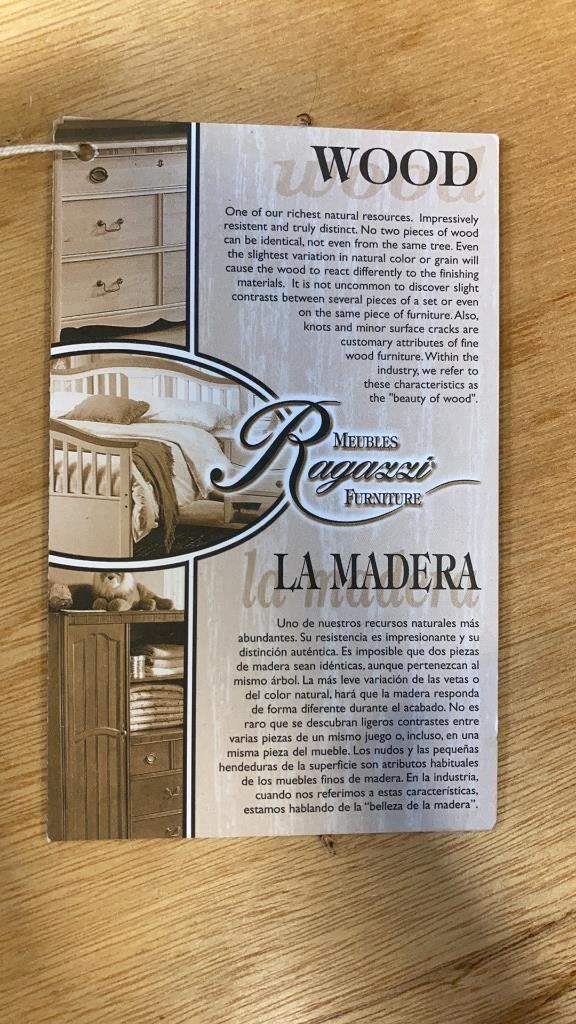 WOOD
One of our richest natural resources. Impressively
resistent and truly distinct. No two pieces of wood
can be identical, not even from the same tree. Even
the slightest variation in natural color or grain will
cause the wood to react differently to the finishing
materials. It is not uncommon to discover slight
contrasts between several pieces of a set or even
on the same piece of furniture. Also,
knots and minor surface cracks are
customary attributes of fine
wood furniture. Within the
industry, we refer to
these characteristics as
the "beauty of wood".
MEUBLES
Ragazzi
FURNITURE
LA MADERA
Uno de nuestros recursos naturales más
abundantes. Su resistencia es impresionante y su
distinción auténtica. Es imposible que dos piezas
de madera sean idénticas, aunque pertenezcan al
mismo árbol. La más leve variación de las vetas o
del color natural, hará que la madera responda
de forma diferente durante el acabado. No es
raro que se descubran ligeros contrastes entre
varias piezas de un mismo juego o, incluso, en una
misma pieza del mueble. Los nudos y las pequeñas
hendeduras de la superficie son atributos habituales
de los muebles finos de madera. En la industria,
cuando nos referimos a estas características,
estamos hablando de la “belleza de la madera”.